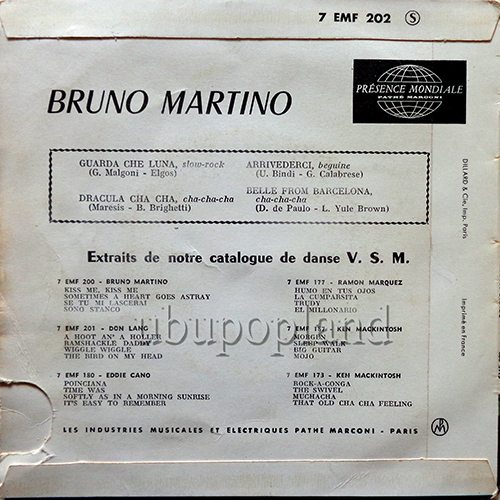 7 EMF 202 S
BRUNO MARTINO
PRÉSENCE MONDIALE
PATHÉ MARCONI
GUARDA CHE LUNA, slow-rock
(G. Malgoni - Elgos)
ARRIVEDERCI, beguine
(U. Bindi - G. Calabrese)
DRACULA CHA CHA, cha-cha-cha
(Maresis - B. Brighetti)
BELLE FROM BARCELONA,
cha-cha-cha
(D. de Paulo - L. Yule Brown)
Extraits de notre catalogue de danse V. S. M.
7 EMF 200 - BRUNO MARTINO
KISS ME, KISS ME
SOMETIMES A HEART GOES ASTRAY
SE TU MI LASCERAI
SONO STANCO
7 EMF 201 - DON LANG
A HOOT AN' A HOLLER
RAMSHACKLE DADDY
WIGGLE WIGGLE
THE BIRD ON MY HEAD
7 EMF 180 - EDDIE CANO
POINCIANA
TIME WAS
SOFTLY AS IN A MORNING SUNRISE
IT'S EASY TO REMEMBER
7 EMF 177 - RAMON MARQUEZ
HUMO EN TUS OJOS
LA CUMPARSITA
TRUDY
EL MILLONARIO
7 EMF 187 KEN MACKINTOSH
MORGEN
SLEEP WALK
BIG GUITAR
MOJO
7 EMF 173 - KEN MACKINTOSH
ROCK-A-CONGA
THE SWIVEL
MUCHACHA
THAT OLD CHA CHA FEELING
ubupopland
LES INDUSTRIES MUSICALES ET ELECTRIQUES PATHE MARCONI - PARIS
DILLARD & Cie, Imp. Paris
Imprimé en France